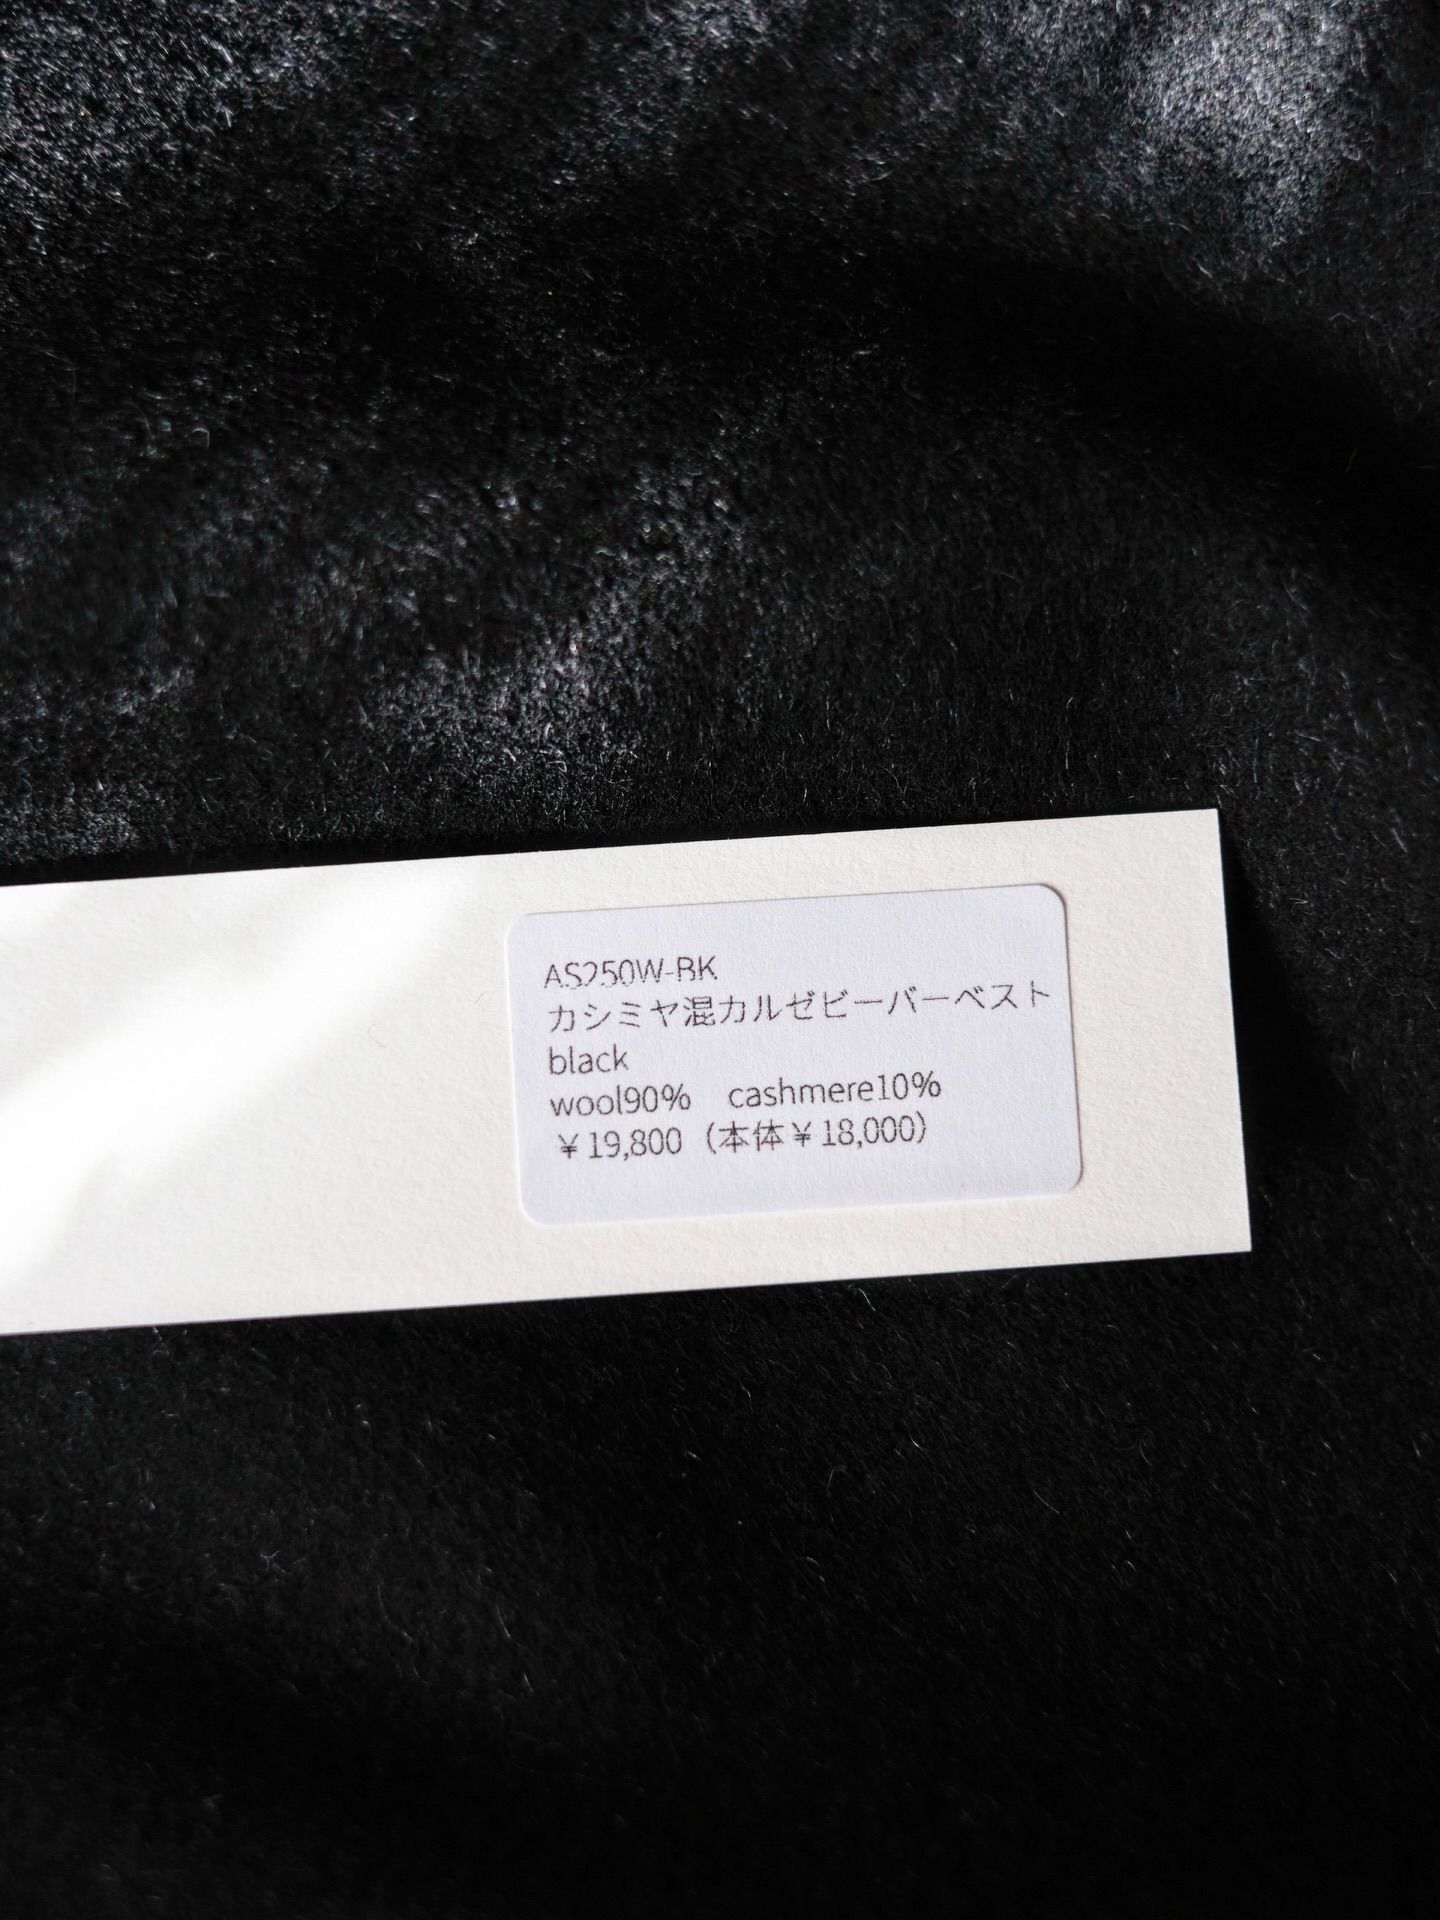 AS250W-BK
カシミヤ混カルゼビーバーベスト
black
wool90%　cashmere10%
￥19,800（本体￥18,000）